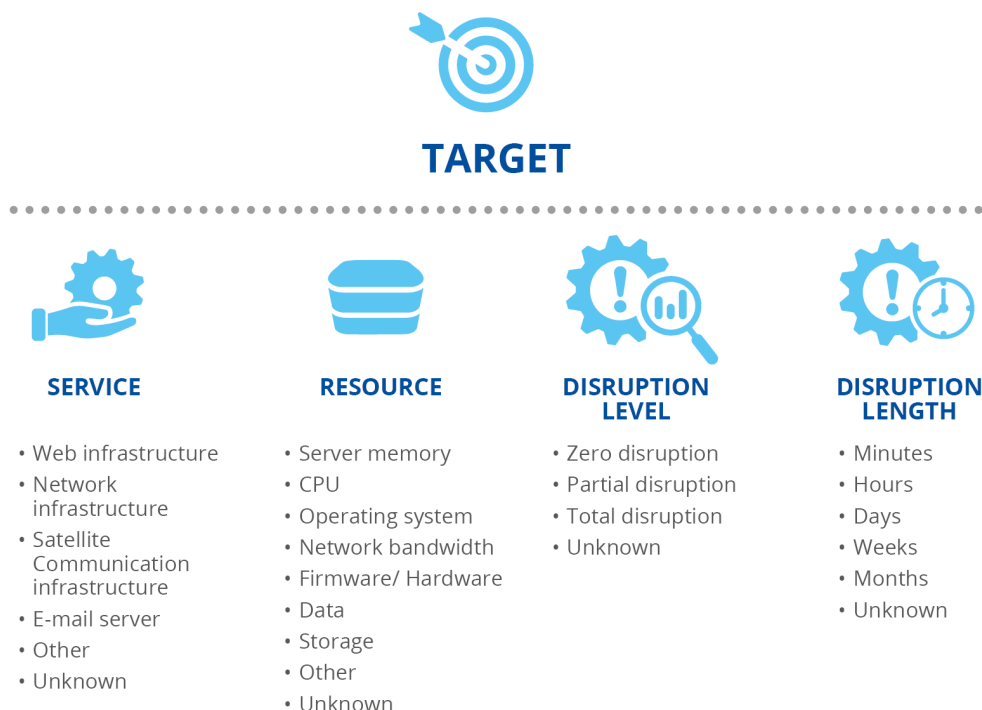 TARGET
SERVICE
• Web infrastructure
• Network
infrastructure
• Satellite
Communication
infrastructure
• E-mail server
• Other
• Unknown
RESOURCE
• Server memory
• CPU
• Operating system
• Network bandwidth
• Firmware/ Hardware
• Data
• Storage
• Other
• Unknown
DISRUPTION
LEVEL
• Zero disruption
• Partial disruption
• Total disruption
• Unknown
DISRUPTION
LENGTH
• Minutes
• Hours
• Days
• Weeks
• Months
• Unknown